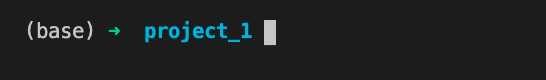 (base) ➜ project_1